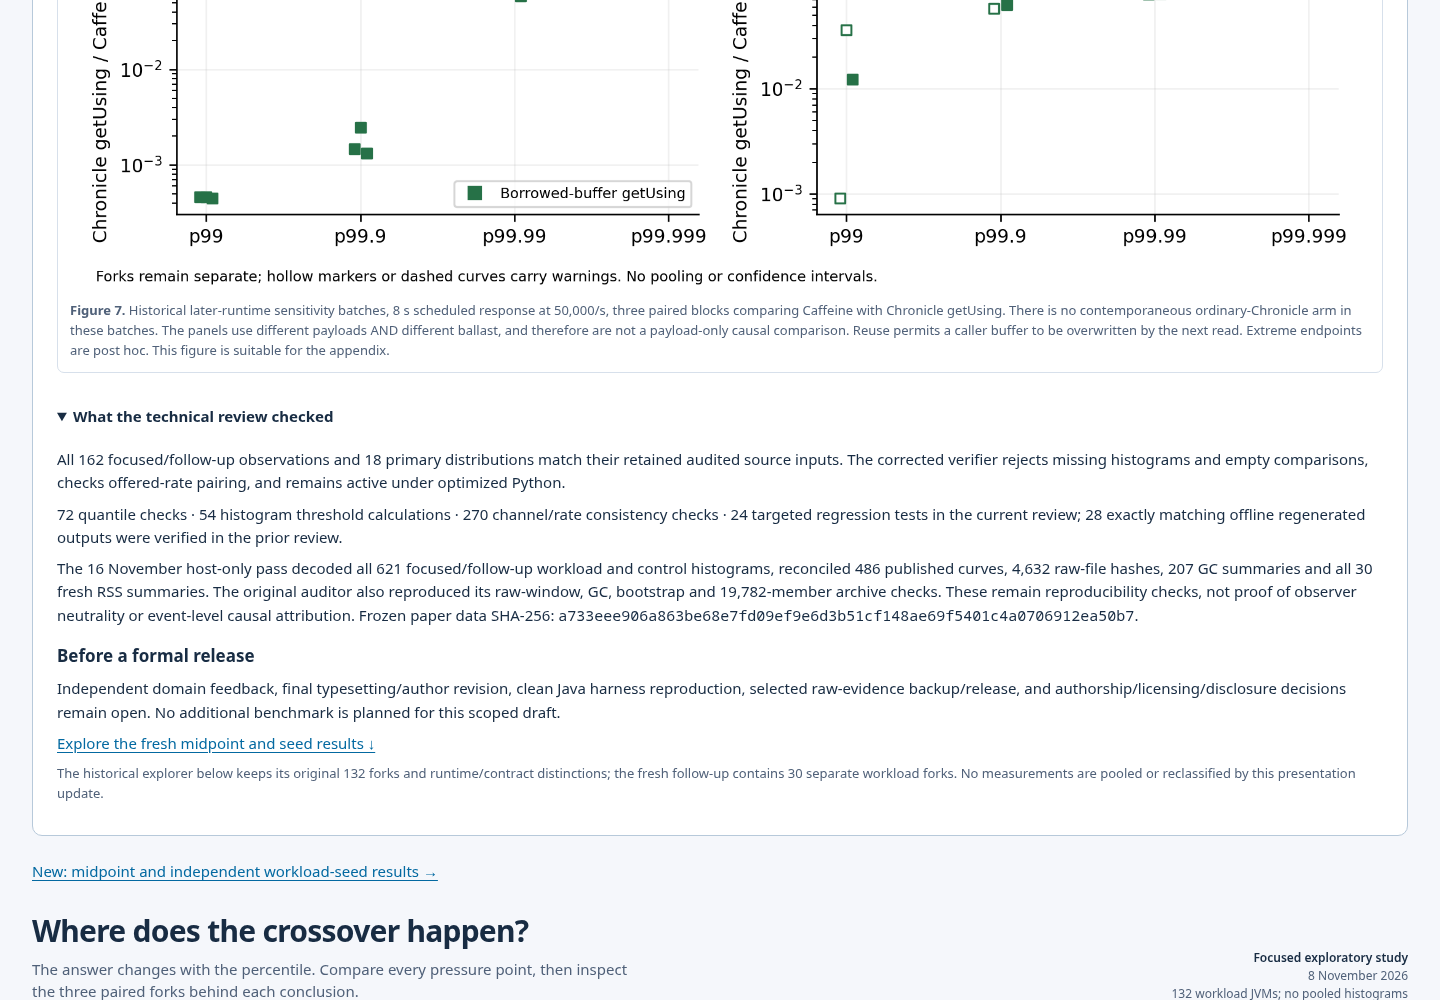 Chronicle getUsing / Caffe
10⁻²
10⁻³
Borrowed-buffer getUsing
p99
p99.9
p99.99
p99.999
Chronicle getUsing / Caffe
10⁻²
10⁻³
p99
p99.9
p99.99
p99.999
Forks remain separate; hollow markers or dashed curves carry warnings. No pooling or confidence intervals.
Figure 7. Historical later-runtime sensitivity batches, 8 s scheduled response at 50,000/s, three paired blocks comparing Caffeine with Chronicle getUsing. There is no contemporaneous ordinary-Chronicle arm in
these batches. The panels use different payloads AND different ballast, and therefore are not a payload-only causal comparison. Reuse permits a caller buffer to be overwritten by the next read. Extreme endpoints
are post hoc. This figure is suitable for the appendix.
▼ What the technical review checked
All 162 focused/follow-up observations and 18 primary distributions match their retained audited source inputs. The corrected verifier rejects missing histograms and empty comparisons,
checks offered-rate pairing, and remains active under optimized Python.
72 quantile checks · 54 histogram threshold calculations · 270 channel/rate consistency checks · 24 targeted regression tests in the current review; 28 exactly matching offline regenerated
outputs were verified in the prior review.
The 16 November host-only pass decoded all 621 focused/follow-up workload and control histograms, reconciled 486 published curves, 4,632 raw-file hashes, 207 GC summaries and all 30
fresh RSS summaries. The original auditor also reproduced its raw-window, GC, bootstrap and 19,782-member archive checks. These remain reproducibility checks, not proof of observer
neutrality or event-level causal attribution. Frozen paper data SHA-256: a733eee906a863be68e7fd09ef9e6d3b51cf148ae69f5401c4a0706912ea50b7.
Before a formal release
Independent domain feedback, final typesetting/author revision, clean Java harness reproduction, selected raw-evidence backup/release, and authorship/licensing/disclosure decisions
remain open. No additional benchmark is planned for this scoped draft.
Explore the fresh midpoint and seed results ↓
The historical explorer below keeps its original 132 forks and runtime/contract distinctions; the fresh follow-up contains 30 separate workload forks. No measurements are pooled or reclassified by this presentation
update.
New: midpoint and independent workload-seed results →
Where does the crossover happen?
The answer changes with the percentile. Compare every pressure point, then inspect
the three paired forks behind each conclusion.
Focused exploratory study
8 November 2026
132 workload JVMs; no pooled histograms